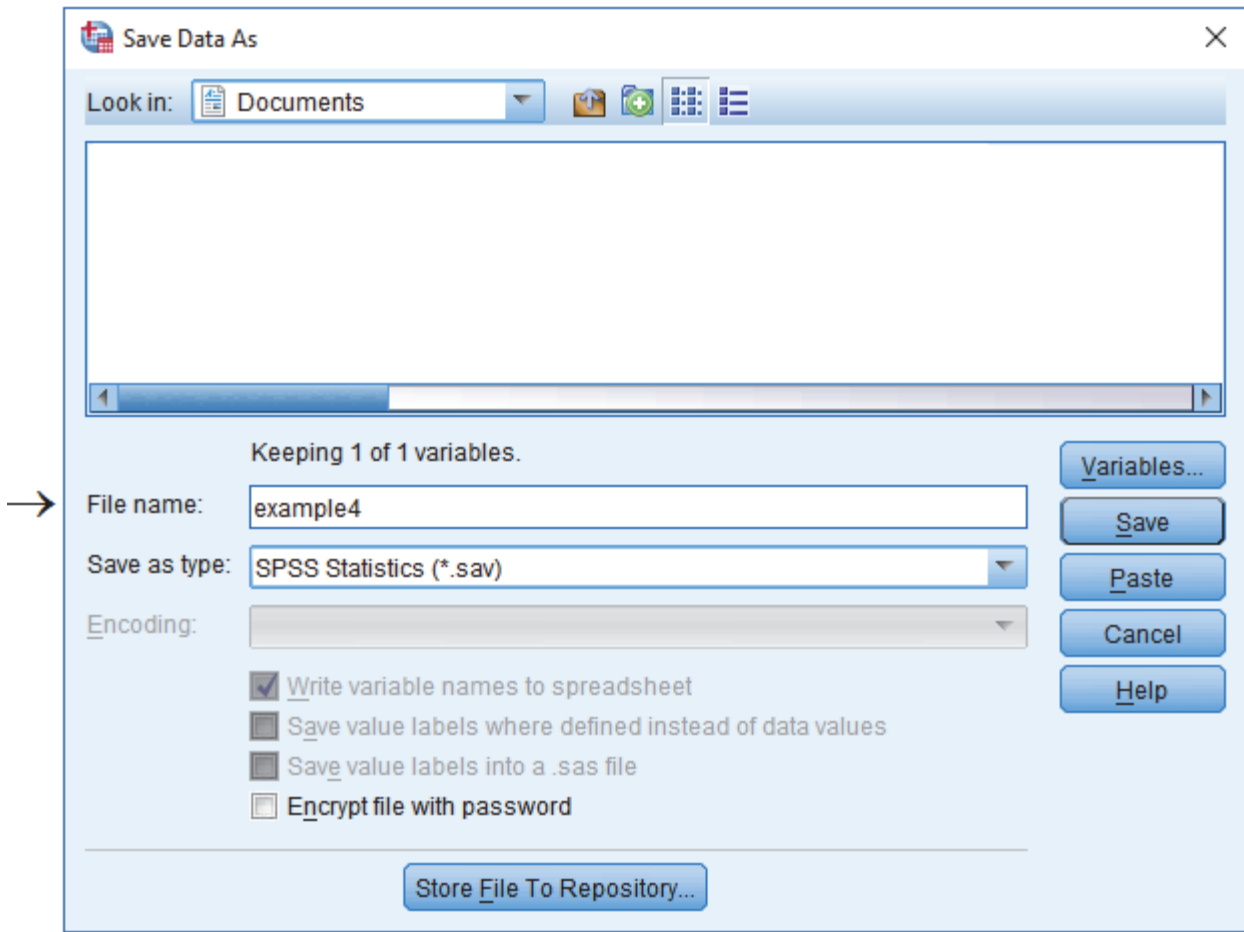 Save Data As
Look in: Documents
Keeping 1 of 1 variables.
Variables...
→ File name: example4
Save
Save as type: SPSS Statistics (*.sav)
Paste
Encoding:
Cancel
Write variable names to spreadsheet
Help
Save value labels where defined instead of data values
Save value labels into a .sas file
Encrypt file with password
Store File To Repository...